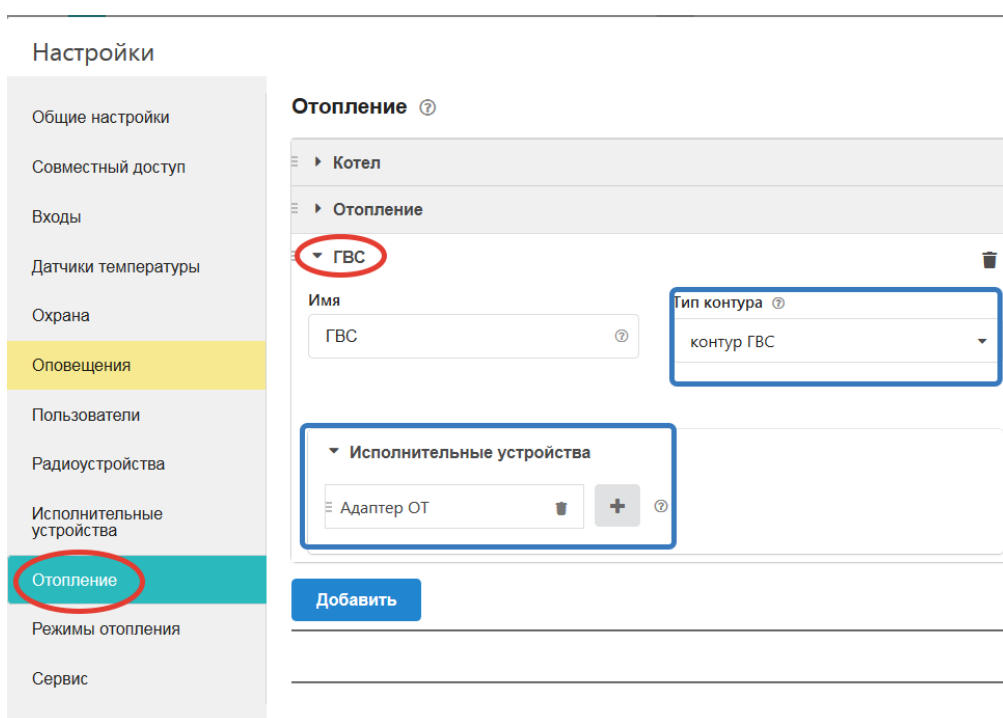 Настройки
Общие настройки
Совместный доступ
Входы
Датчики температуры
Охрана
Оповещения
Пользователи
Радиоустройства
Исполнительные
устройства
Отопление
Режимы отопления
Сервис
Отопление
Котел
Отопление
ГВС
Имя
ГВС
Тип контура
контур ГВС
Исполнительные устройства
Адаптер ОТ
Добавить